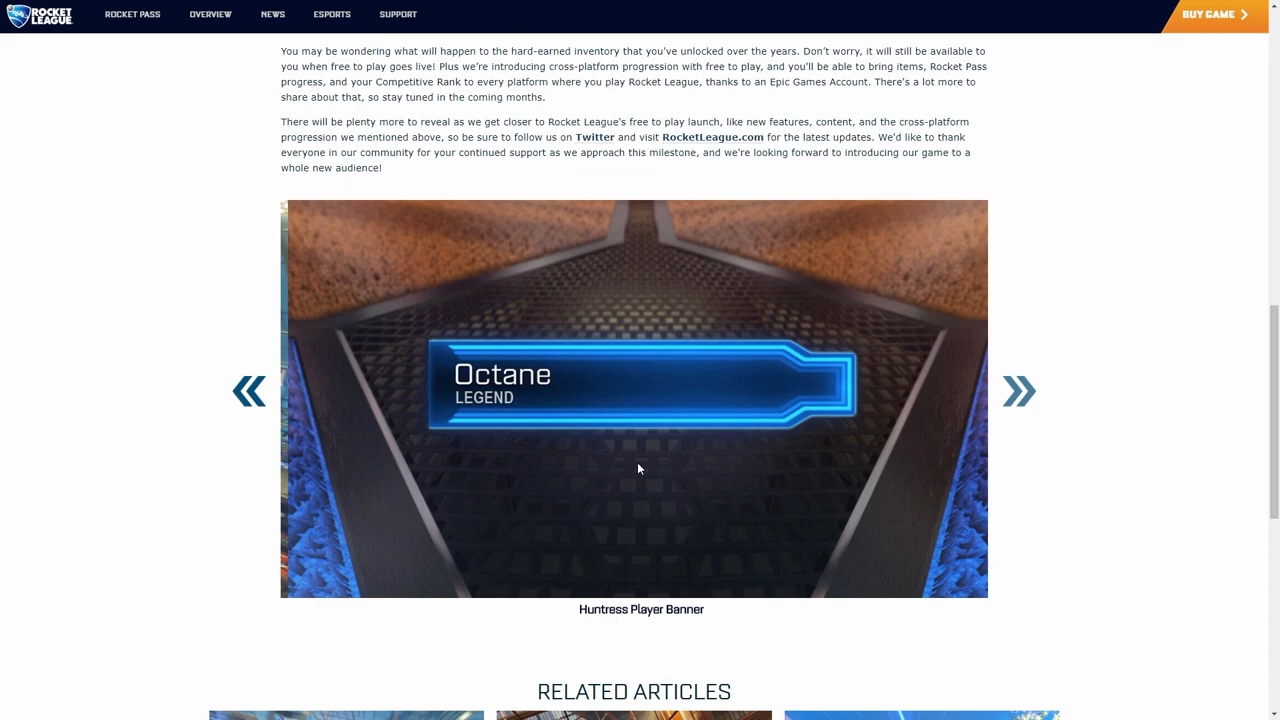 ROCKET
LEAGUE
ROCKET PASS OVERVIEW NEWS ESPORTS SUPPORT BUY GAME
You may be wondering what will happen to the hard-earned inventory that you've unlocked over the years. Don't worry, it will still be available to
you when free to play goes live! Plus we're introducing cross-platform progression with free to play, and you'll be able to bring items, Rocket Pass
progress, and your Competitive Rank to every platform where you play Rocket League, thanks to an Epic Games Account. There's a lot more to
share about that, so stay tuned in the coming months.
There will be plenty more to reveal as we get closer to Rocket League's free to play launch, like new features, content, and the cross-platform
progression we mentioned above, so be sure to follow us on Twitter and visit RocketLeague.com for the latest updates. We'd like to thank
everyone in our community for your continued support as we approach this milestone, and we're looking forward to introducing our game to a
whole new audience!
Octane
LEGEND
Huntress Player Banner
RELATED ARTICLES